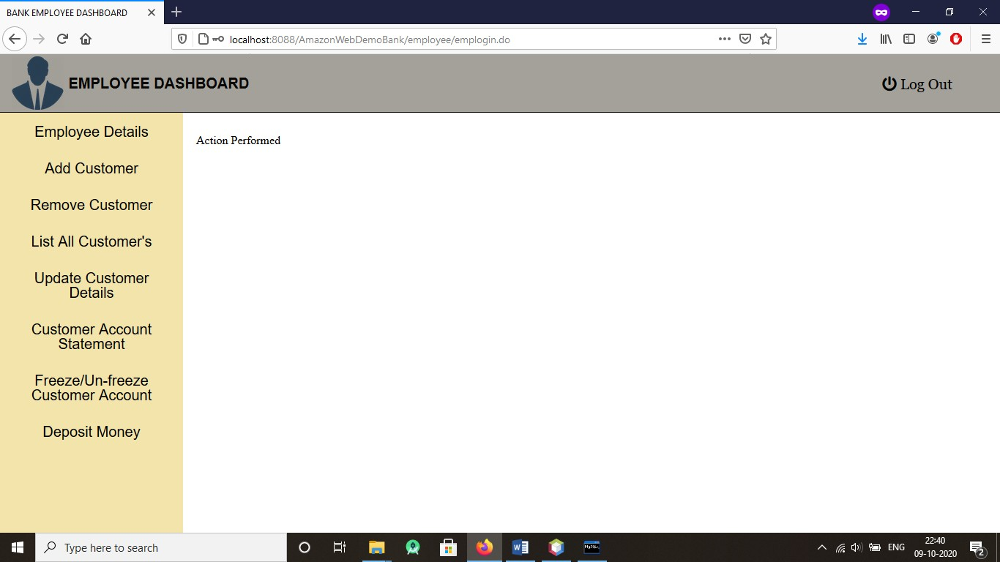 BANK EMPLOYEE DASHBOARD
localhost:8088/AmazonWebDemoBank/employee/emplogin.do
EMPLOYEE DASHBOARD
Log Out
Employee Details
Add Customer
Remove Customer
List All Customer's
Update Customer
Details
Customer Account
Statement
Freeze/Un-freeze
Customer Account
Deposit Money
Action Performed
Type here to search
ENG
22:40
09-10-2020
2